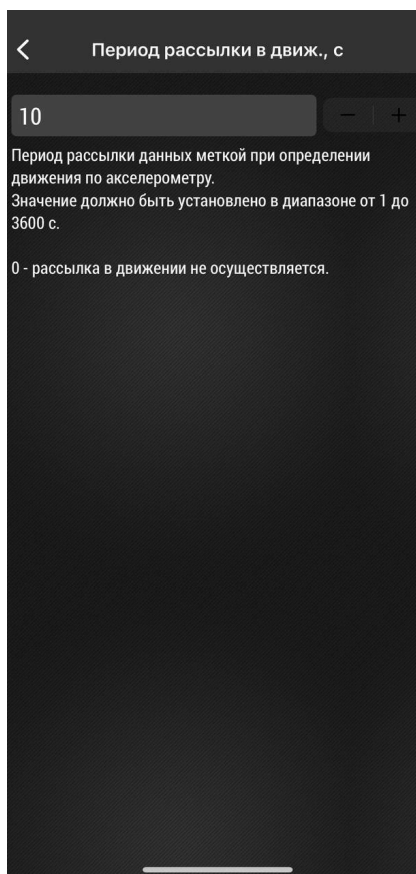 Период рассылки в движ., с
10
Период рассылки данных меткой при определении
движения по акселерометру.
Значение должно быть установлено в диапазоне от 1 до
3600 с.
0 - рассылка в движении не осуществляется.